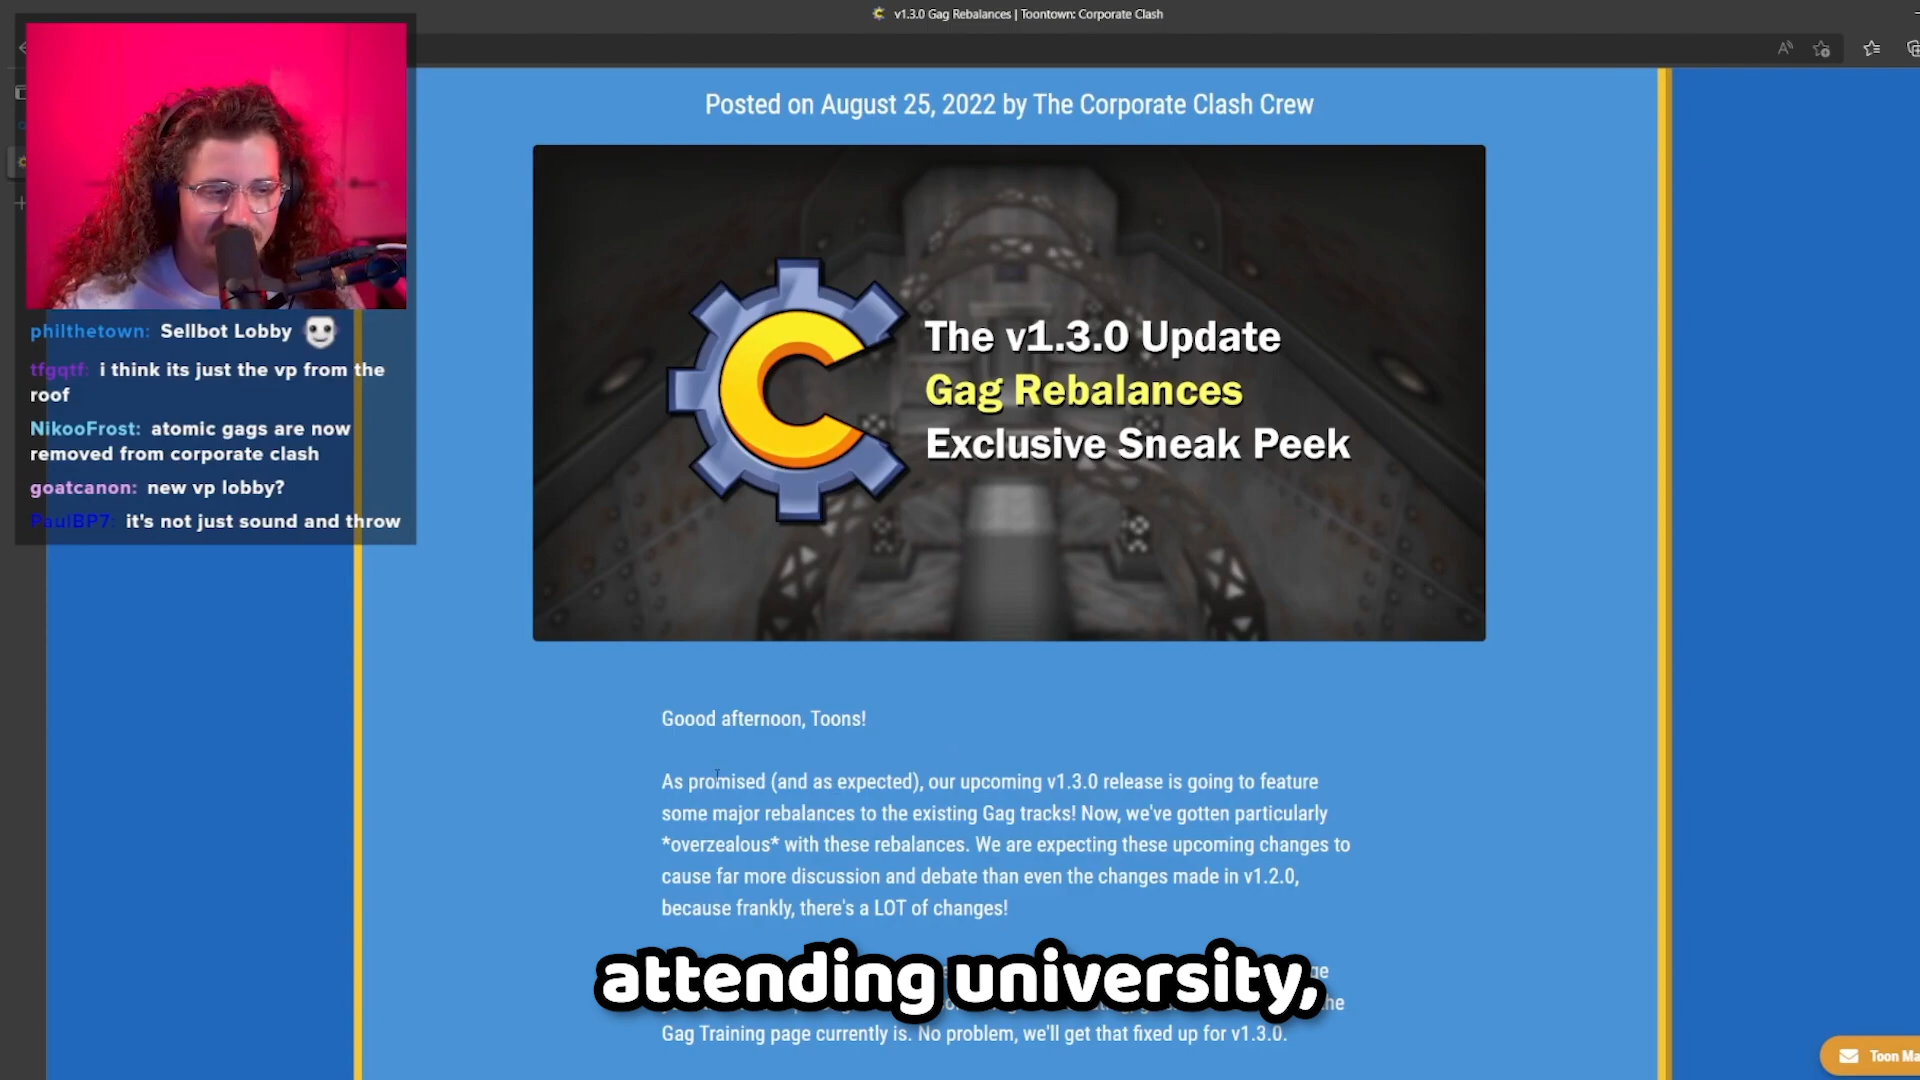 v1.3.0 Gag Rebalances | Toontown: Corporate Clash
Posted on August 25, 2022 by The Corporate Clash Crew
The v1.3.0 Update
Gag Rebalances
Exclusive Sneak Peek
philthetown: Sellbot Lobby
tfgqtf: i think its just the vp from the
roof
NikooFrost: atomic gags are now
removed from corporate clash
goatcanon: new vp lobby?
PaulBP7: it's not just sound and throw
Goood afternoon, Toons!
As promised (and as expected), our upcoming v1.3.0 release is going to feature
some major rebalances to the existing Gag tracks! Now, we've gotten particularly
*overzealous* with these rebalances. We are expecting these upcoming changes to
cause far more discussion and debate than even the changes made in v1.2.0,
because frankly, there's a LOT of changes!
attending university,
Gag Training page currently is. No problem, we'll get that fixed up for v1.3.0.
Toon Ma